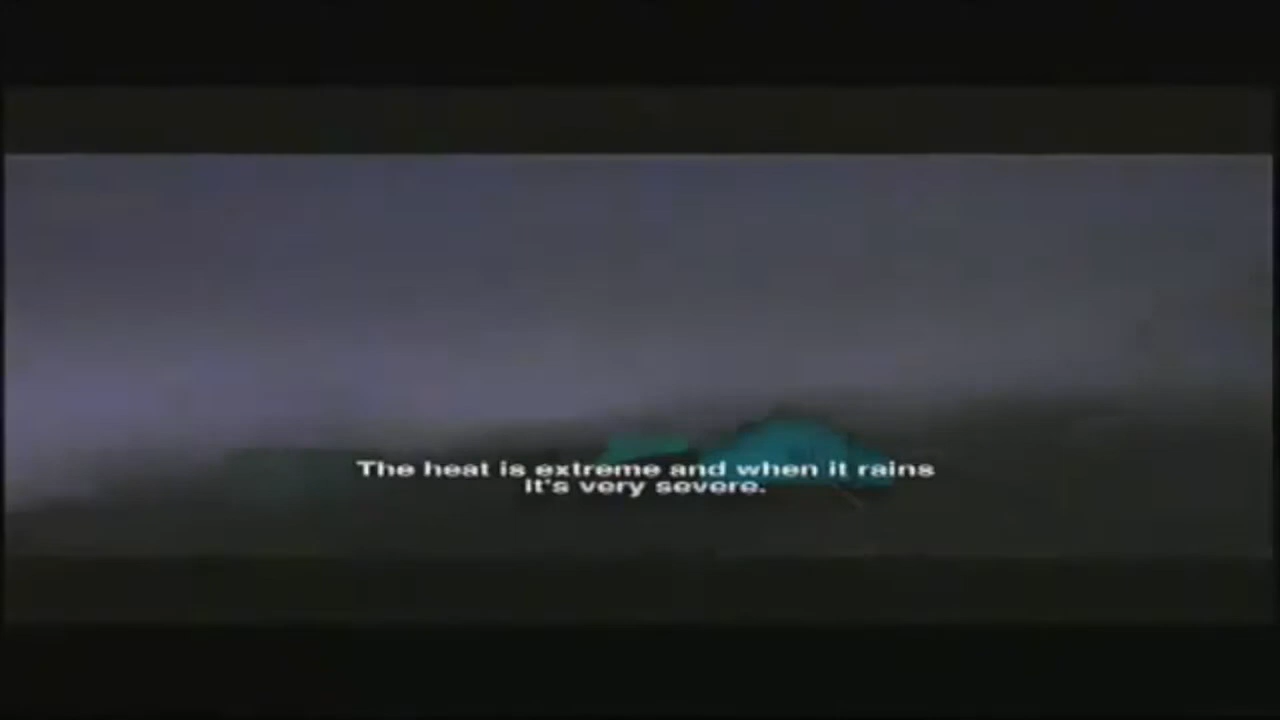 The heat is extreme and when it rains
it's very severe.